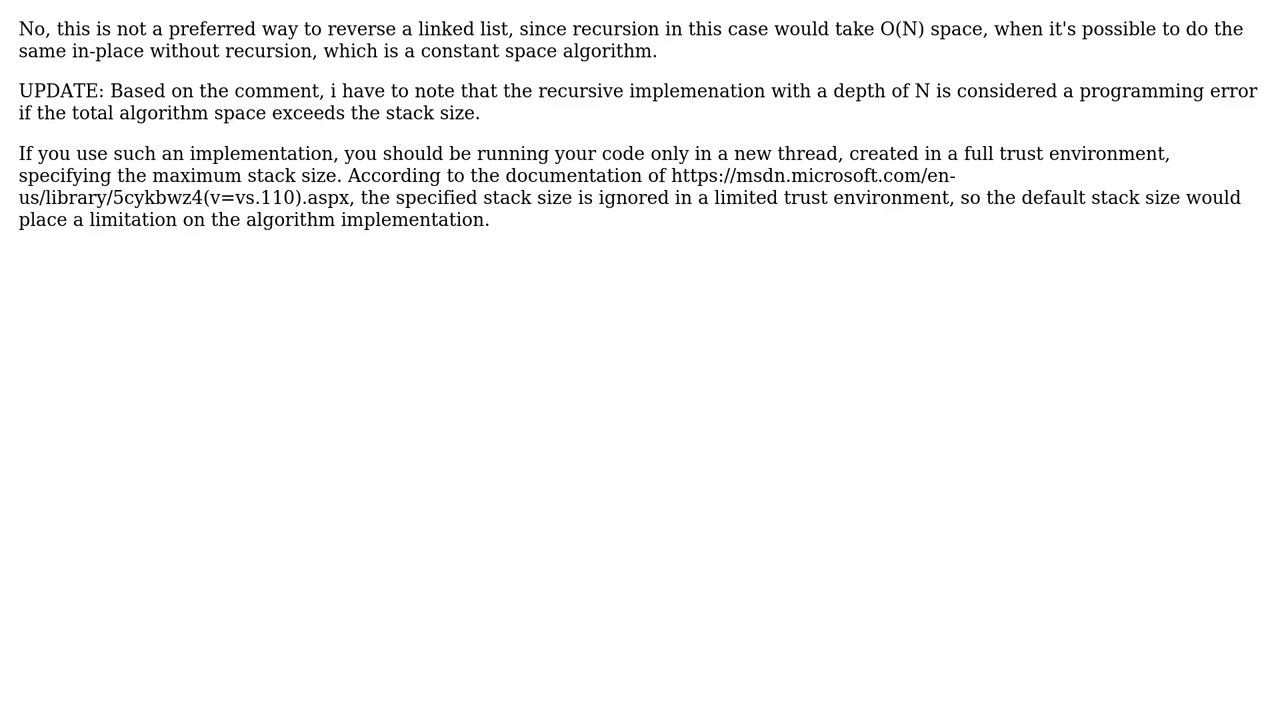 No, this is not a preferred way to reverse a linked list, since recursion in this case would take O(N) space, when it's possible to do the
same in-place without recursion, which is a constant space algorithm.
UPDATE: Based on the comment, i have to note that the recursive implemenation with a depth of N is considered a programming error
if the total algorithm space exceeds the stack size.
If you use such an implementation, you should be running your code only in a new thread, created in a full trust environment,
specifying the maximum stack size. According to the documentation of https://msdn.microsoft.com/en-
us/library/5cykbwz4(v=vs.110).aspx, the specified stack size is ignored in a limited trust environment, so the default stack size would
place a limitation on the algorithm implementation.